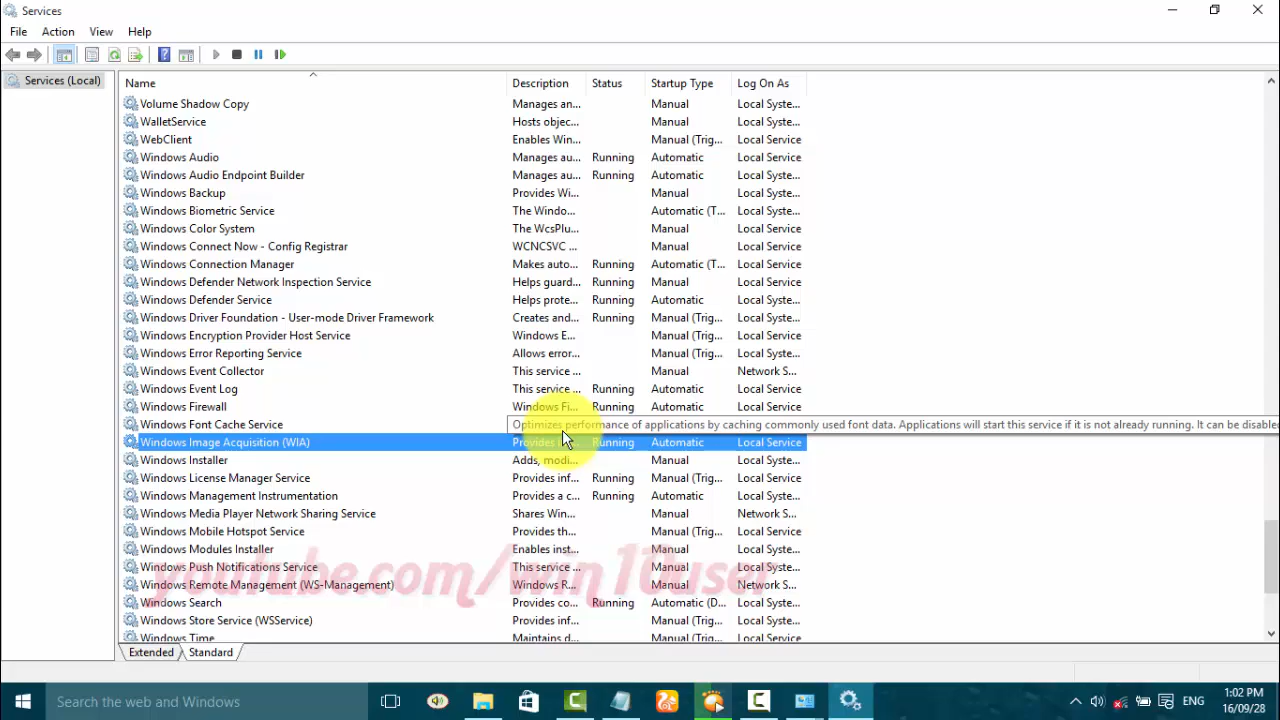 Services
File Action View Help
Services (Local)
Name Description Status Startup Type Log On As
Volume Shadow Copy Manages an... Manual Local Syste...
WalletService Hosts objec... Manual Local Syste...
WebClient Enables Win... Manual (Trig... Local Service
Windows Audio Manages au... Running Automatic Local Service
Windows Audio Endpoint Builder Manages au... Running Automatic Local Syste...
Windows Backup Provides Wi... Manual Local Syste...
Windows Biometric Service The Windo... Automatic (T... Local Syste...
Windows Color System The WcsPlu... Manual Local Service
Windows Connect Now - Config Registrar WCNCSVC ... Manual Local Service
Windows Connection Manager Makes auto... Running Automatic (T... Local Service
Windows Defender Network Inspection Service Helps guard... Running Manual Local Service
Windows Defender Service Helps prote... Running Automatic Local Syste...
Windows Driver Foundation - User-mode Driver Framework Creates and... Running Manual (Trig... Local Syste...
Windows Encryption Provider Host Service Windows E... Manual (Trig... Local Service
Windows Error Reporting Service Allows error... Manual (Trig... Local Syste...
Windows Event Collector This service ... Manual Network S...
Windows Event Log This service ... Running Automatic Local Service
Windows Firewall Windows Fi... Running Automatic Local Service
Windows Font Cache Service Optimizes performance of applications by caching commonly used font data. Applications will start this service if it is not already running. It can be disable
Windows Image Acquisition (WIA) Provides i... Running Automatic Local Service
Windows Installer Adds, modi... Manual Local Syste...
Windows License Manager Service Provides inf... Running Manual (Trig... Local Service
Windows Management Instrumentation Provides a c... Running Automatic Local Syste...
Windows Media Player Network Sharing Service Shares Win... Manual Network S...
Windows Mobile Hotspot Service Provides th... Manual (Trig... Local Service
Windows Modules Installer Enables inst... Manual Local Syste...
Windows Push Notifications Service This service ... Manual Local Syste...
youtube.com/win10user
Windows Remote Management (WS-Management) Windows R... Manual Network S...
Windows Search Provides co... Running Automatic (D... Local Syste...
Windows Store Service (WSService) Provides inf... Manual (Trig... Local Syste...
Windows Time Maintains d... Manual (Trig... Local Service
Extended Standard
Search the web and Windows
ENG
1:02 PM
16/09/28